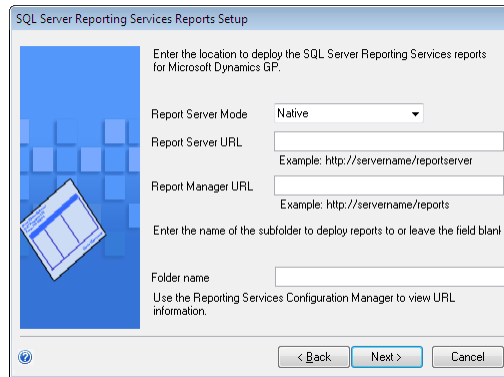 SQL Server Reporting Services Reports Setup
Enter the location to deploy the SQL Server Reporting Services reports
for Microsoft Dynamics GP.
Report Server Mode Native
Report Server URL
Example: http://servername/reportserver
Report Manager URL
Example: http://servername/reports
Enter the name of the subfolder to deploy reports to or leave the field blank
Folder name
Use the Reporting Services Configuration Manager to view URL
information.
< Back Next > Cancel